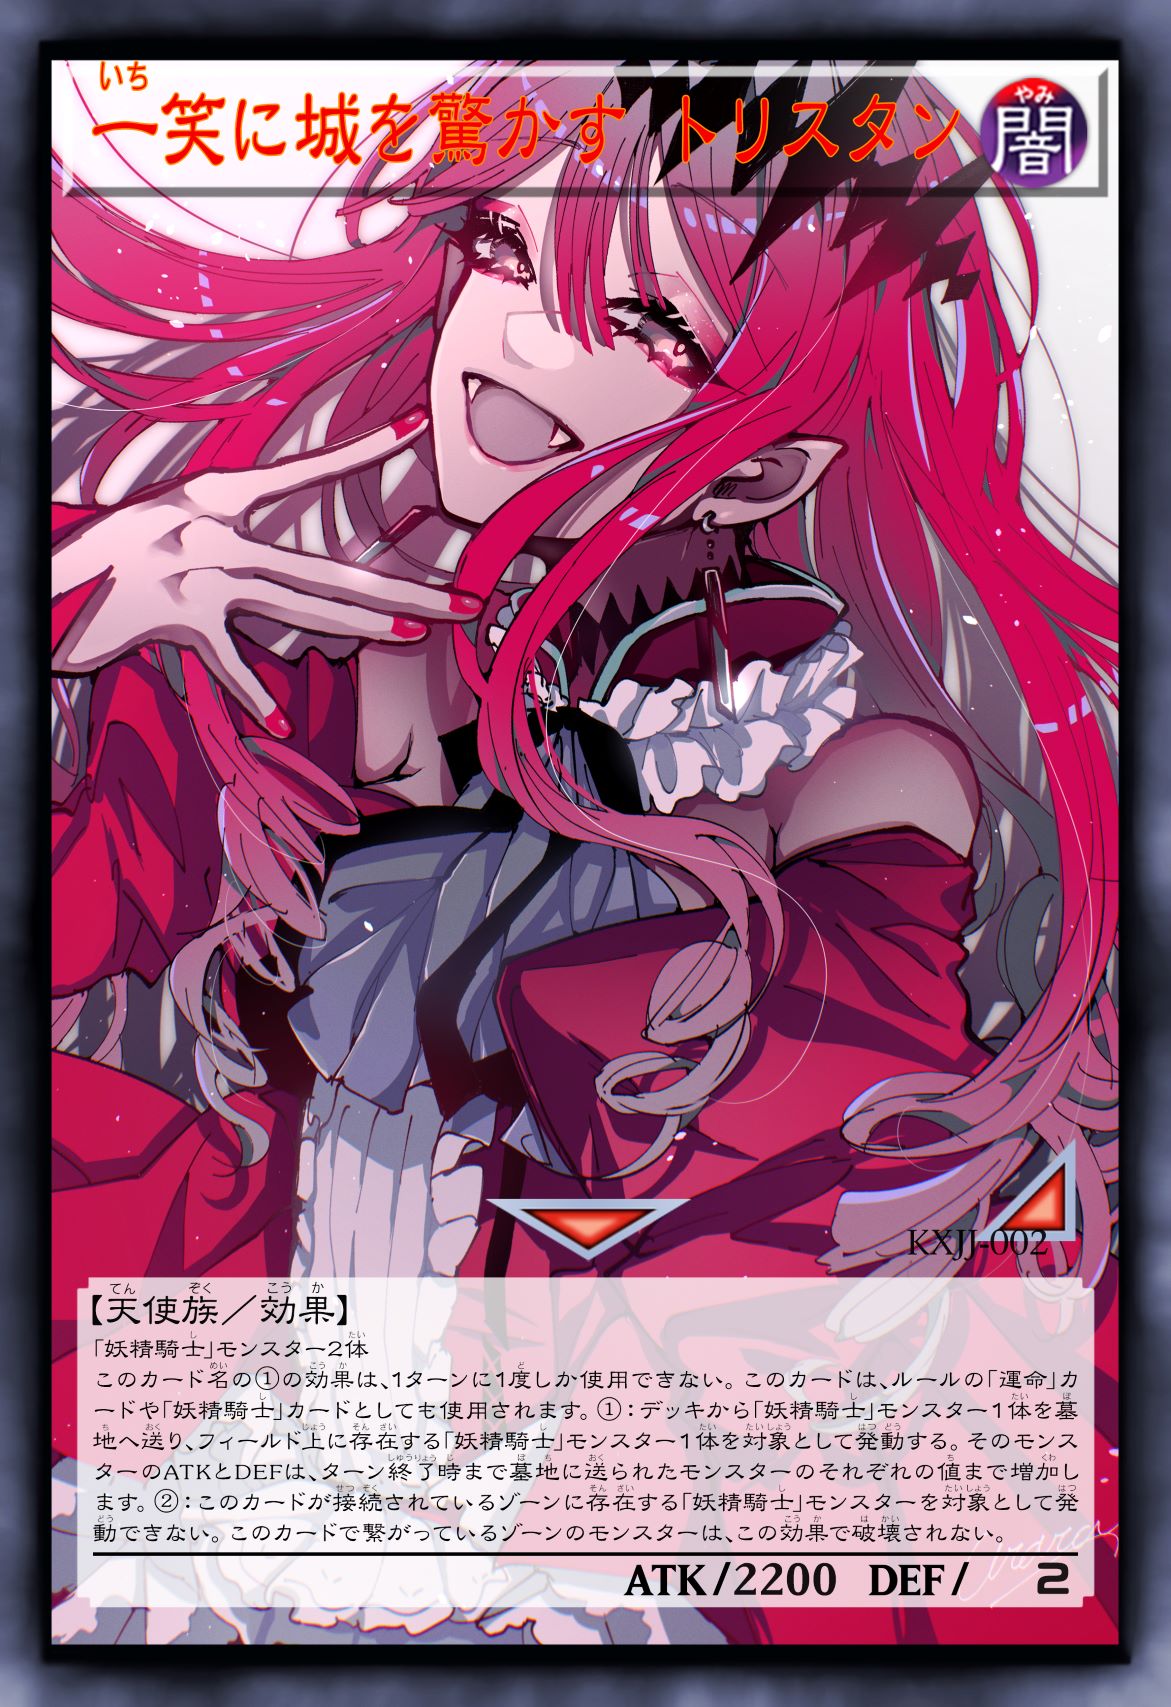 一笑に城を驚かす トリスタン
闇
KXJJ-002
【天使族／効果】
「妖精騎士」モンスター2体
このカード名の①の効果は、1ターンに1度しか使用できない。このカードは、ルールの「運命」カ
ードや「妖精騎士」カードとしても使用されます。①：デッキから「妖精騎士」モンスター1体を墓
地へ送り、フィールド上に存在する「妖精騎士」モンスター1体を対象として発動する。そのモンス
ターのATKとDEFは、ターン終了時まで墓地に送られたモンスターのそれぞれの値まで増加し
ます。②：このカードが接続されているゾーンに存在する「妖精騎士」モンスターを対象として発
動できない。このカードで繋がっているゾーンのモンスターは、この効果で破壊されない。
ATK/2200 DEF/ 2